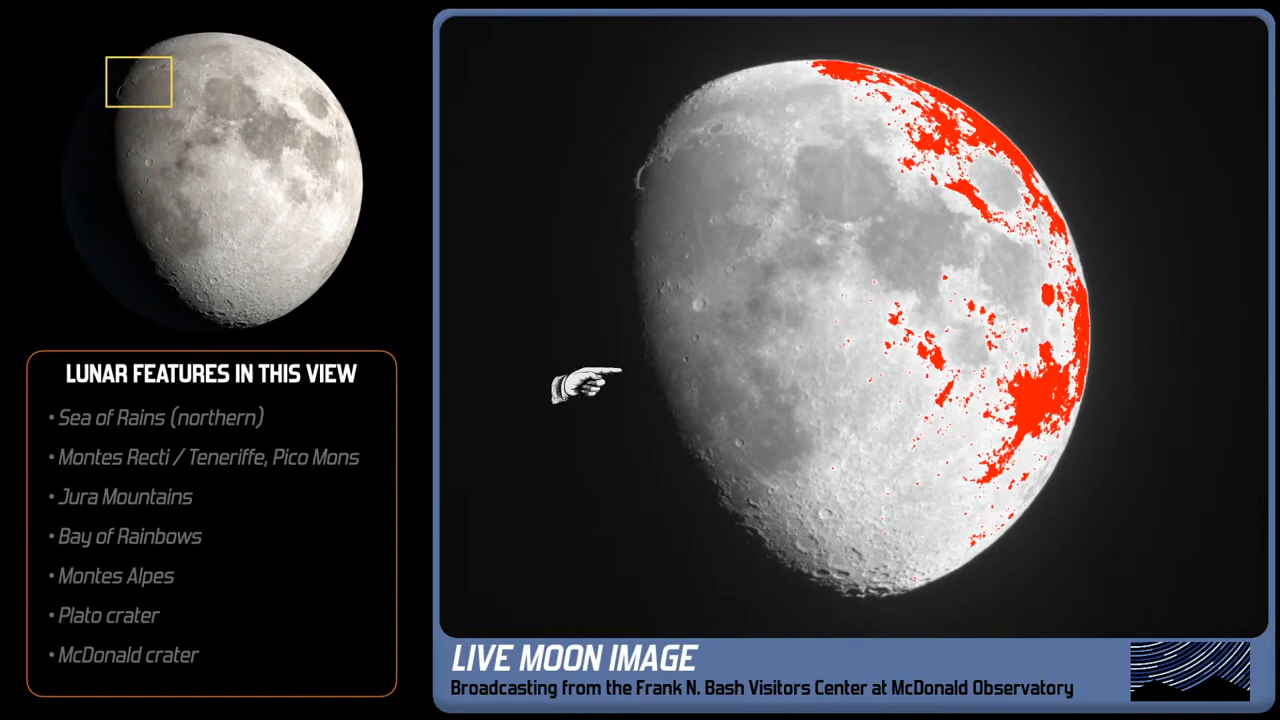 LUNAR FEATURES IN THIS VIEW
• Sea of Rains (northern)
• Montes Recti / Teneriffe, Pico Mons
• Jura Mountains
• Bay of Rainbows
• Montes Alpes
• Plato crater
• McDonald crater
LIVE MOON IMAGE
Broadcasting from the Frank N. Bash Visitors Center at McDonald Observatory